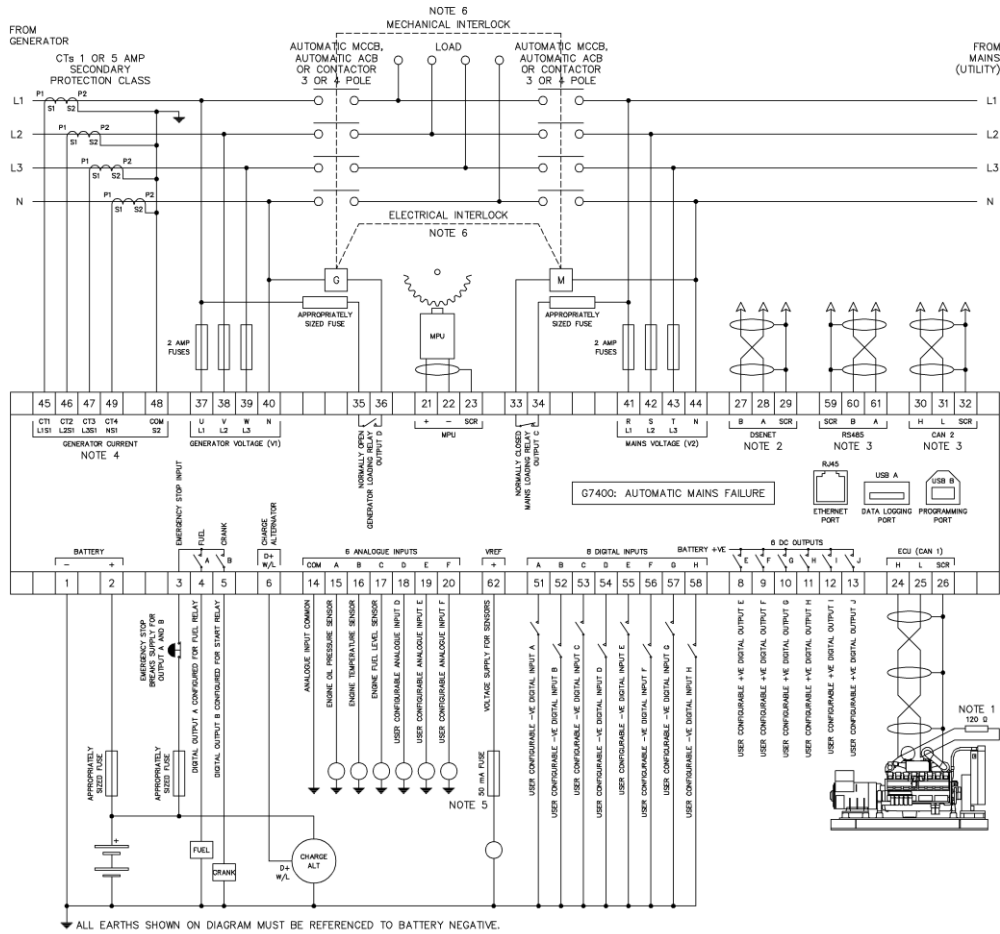 NOTE 6
MECHANICAL INTERLOCK
FROM
GENERATOR
CTs 1 OR 5 AMP
SECONDARY
PROTECTION CLASS
AUTOMATIC MCCB,
AUTOMATIC ACB
OR CONTACTOR
3 OR 4 POLE
LOAD
AUTOMATIC MCCB,
AUTOMATIC ACB
OR CONTACTOR
3 OR 4 POLE
FROM
MAINS
(UTILITY)
L1
P1 P2
S1 S2
L1
L2
P1 P2
S1 S2
L2
L3
P1 P2
S1 S2
L3
N
P1 P2
S1 S2
N
ELECTRICAL INTERLOCK
NOTE 6
G
M
APPROPRIATELY
SIZED FUSE
APPROPRIATELY
SIZED FUSE
2 AMP
FUSES
MPU
2 AMP
FUSES
45 46 47 49 48 37 38 39 40 35 36 21 22 23 33 34 41 42 43 44 27 28 29 59 60 61 30 31 32
CT1 CT2 CT3 CT4 COM U V W N + - SCR R S T N B A SCR SCR B A H L SCR
L1S1 L2S1 L3S1 NS1 S2 L1 L2 L3 L1 L2 L3
GENERATOR CURRENT
NOTE 4
GENERATOR VOLTAGE (V1)
NORMALLY OPEN
GENERATOR LOADING RELAY
OUTPUT D
MPU
NORMALLY CLOSED
MAINS LOADING RELAY
OUTPUT C
MAINS VOLTAGE (V2)
DSENET
NOTE 2
RS485
NOTE 3
CAN 2
NOTE 3
G7400: AUTOMATIC MAINS FAILURE
RJ45
ETHERNET
PORT
USB A
DATA LOGGING
PORT
USB B
PROGRAMMING
PORT
BATTERY
- +
EMERGENCY STOP INPUT
FUEL
A
CRANK
B
CHARGE
ALTERNATOR
D+
W/L
6 ANALOGUE INPUTS
COM A B C D E F
VREF
+
8 DIGITAL INPUTS
A B C D E F G H
BATTERY +VE
6 DC OUTPUTS
E F G H I J
ECU (CAN 1)
H L SCR
1 2 3 4 5 6 14 15 16 17 18 19 20 62 51 52 53 54 55 56 57 58 8 9 10 11 12 13 24 25 26
EMERGENCY STOP
BREAKS SUPPLY FOR
OUTPUT A AND B
DIGITAL OUTPUT A CONFIGURED FOR FUEL RELAY
DIGITAL OUTPUT B CONFIGURED FOR START RELAY
ANALOGUE INPUT COMMON
ENGINE OIL PRESSURE SENSOR
ENGINE TEMPERATURE SENSOR
ENGINE FUEL LEVEL SENSOR
USER CONFIGURABLE ANALOGUE INPUT D
USER CONFIGURABLE ANALOGUE INPUT E
USER CONFIGURABLE ANALOGUE INPUT F
VOLTAGE SUPPLY FOR SENSORS
USER CONFIGURABLE -VE DIGITAL INPUT A
USER CONFIGURABLE -VE DIGITAL INPUT B
USER CONFIGURABLE -VE DIGITAL INPUT C
USER CONFIGURABLE -VE DIGITAL INPUT D
USER CONFIGURABLE -VE DIGITAL INPUT E
USER CONFIGURABLE -VE DIGITAL INPUT F
USER CONFIGURABLE -VE DIGITAL INPUT G
USER CONFIGURABLE -VE DIGITAL INPUT H
USER CONFIGURABLE +VE DIGITAL OUTPUT E
USER CONFIGURABLE +VE DIGITAL OUTPUT F
USER CONFIGURABLE +VE DIGITAL OUTPUT G
USER CONFIGURABLE +VE DIGITAL OUTPUT H
USER CONFIGURABLE +VE DIGITAL OUTPUT I
USER CONFIGURABLE +VE DIGITAL OUTPUT J
NOTE 1
120 Ω
APPROPRIATELY
SIZED FUSE
APPROPRIATELY
SIZED FUSE
50 mA FUSE
NOTE 5
+
FUEL
CRANK
D+
W/L
CHARGE
ALT
ALL EARTHS SHOWN ON DIAGRAM MUST BE REFERENCED TO BATTERY NEGATIVE.